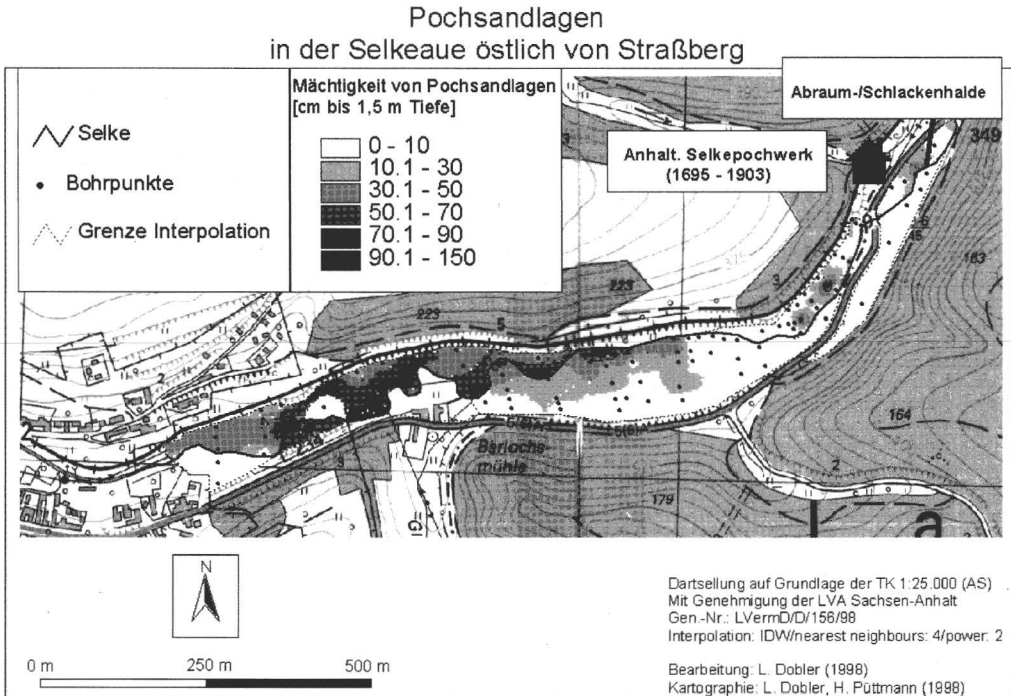 Pochsandlagen
in der Selkeaue östlich von Straßberg
Selke
Bohrpunkte
Grenze Interpolation
Mächtigkeit von Pochsandlagen
[cm bis 1,5 m Tiefe]
0 - 10
10.1 - 30
30.1 - 50
50.1 - 70
70.1 - 90
90.1 - 150
Abraum-/Schlackenhalde
Anhalt. Selkepochwerk
(1695 - 1903)
349
223
223
3
5
163
164
2
2
179
Barlochs-
mühle
a
N
0 m
250 m
500 m
Dartsellung auf Grundlage der TK 1:25.000 (AS)
Mit Genehmigung der LVA Sachsen-Anhalt
Gen.-Nr.: LVermD/D/156/98
Interpolation: IDW/nearest neighbours: 4/power: 2
Bearbeitung: L. Dobler (1998)
Kartographie: L. Dobler, H. Püttmann (1998)